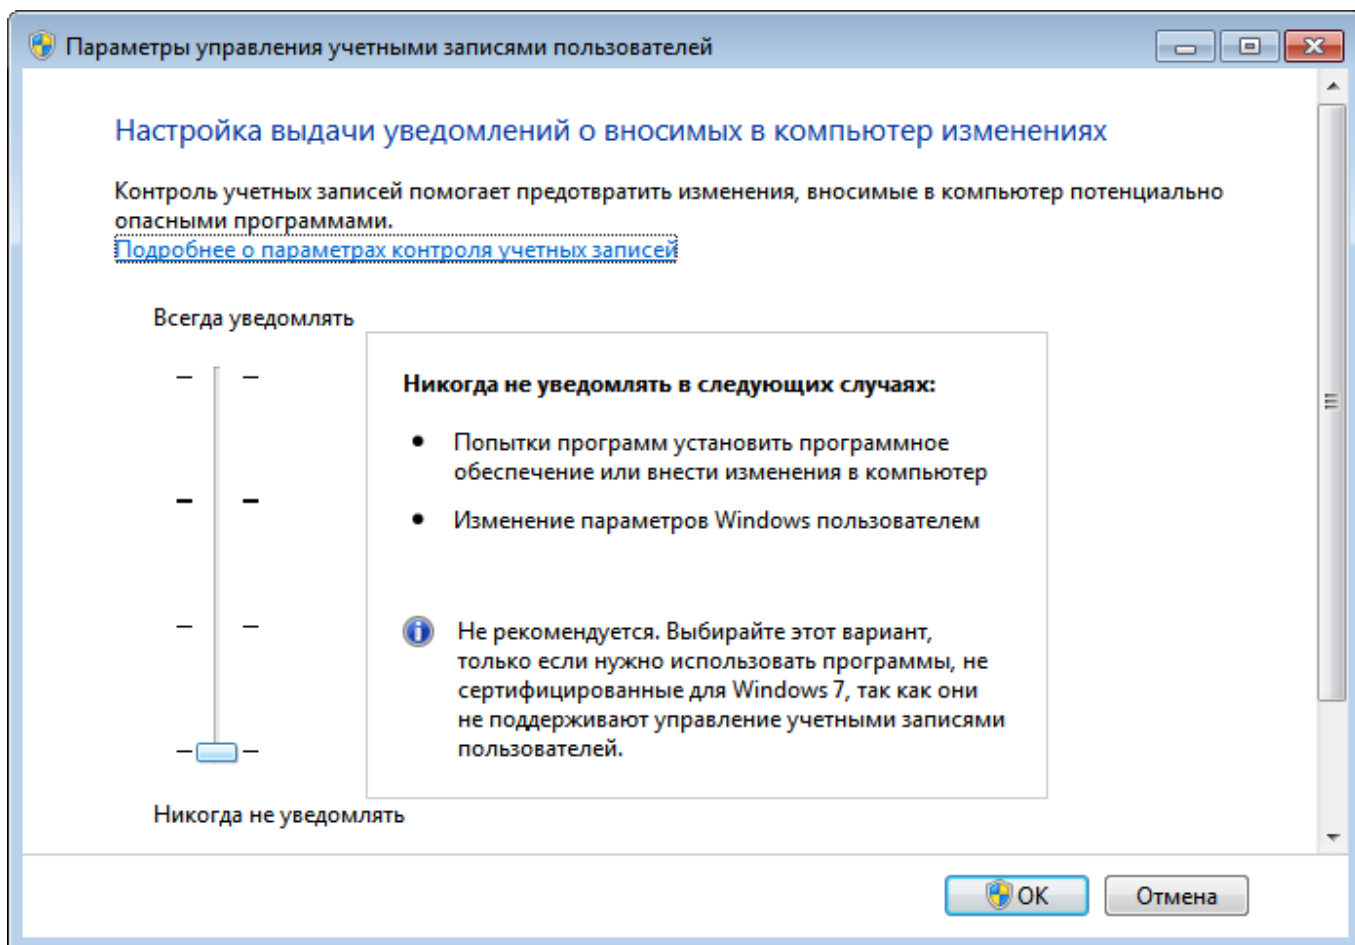 Параметры управления учетными записями пользователей
Настройка выдачи уведомлений о вносимых в компьютер изменениях
Контроль учетных записей помогает предотвратить изменения, вносимые в компьютер потенциально
опасными программами.
Подробнее о параметрах контроля учетных записей
Всегда уведомлять
Никогда не уведомлять в следующих случаях:
Попытки программ установить программное
обеспечение или внести изменения в компьютер
Изменение параметров Windows пользователем
Не рекомендуется. Выбирайте этот вариант,
только если нужно использовать программы, не
сертифицированные для Windows 7, так как они
не поддерживают управление учетными записями
пользователей.
Никогда не уведомлять
ОК
Отмена